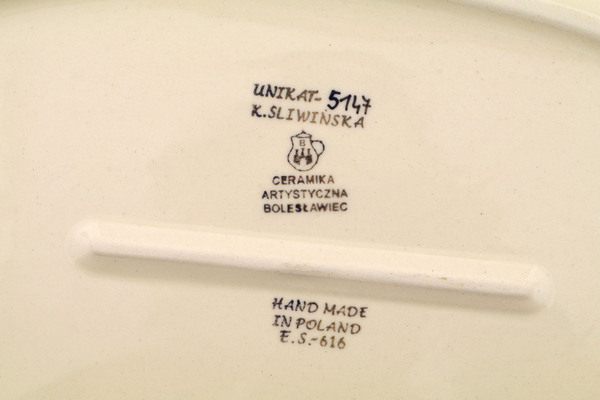 UNIKAT- 5147
K.SLIWIŃSKA
B
CERAMIKA
ARTYSTYCZNA
BOLESŁAWIEC
HAND MADE
IN POLAND
E.S.-616